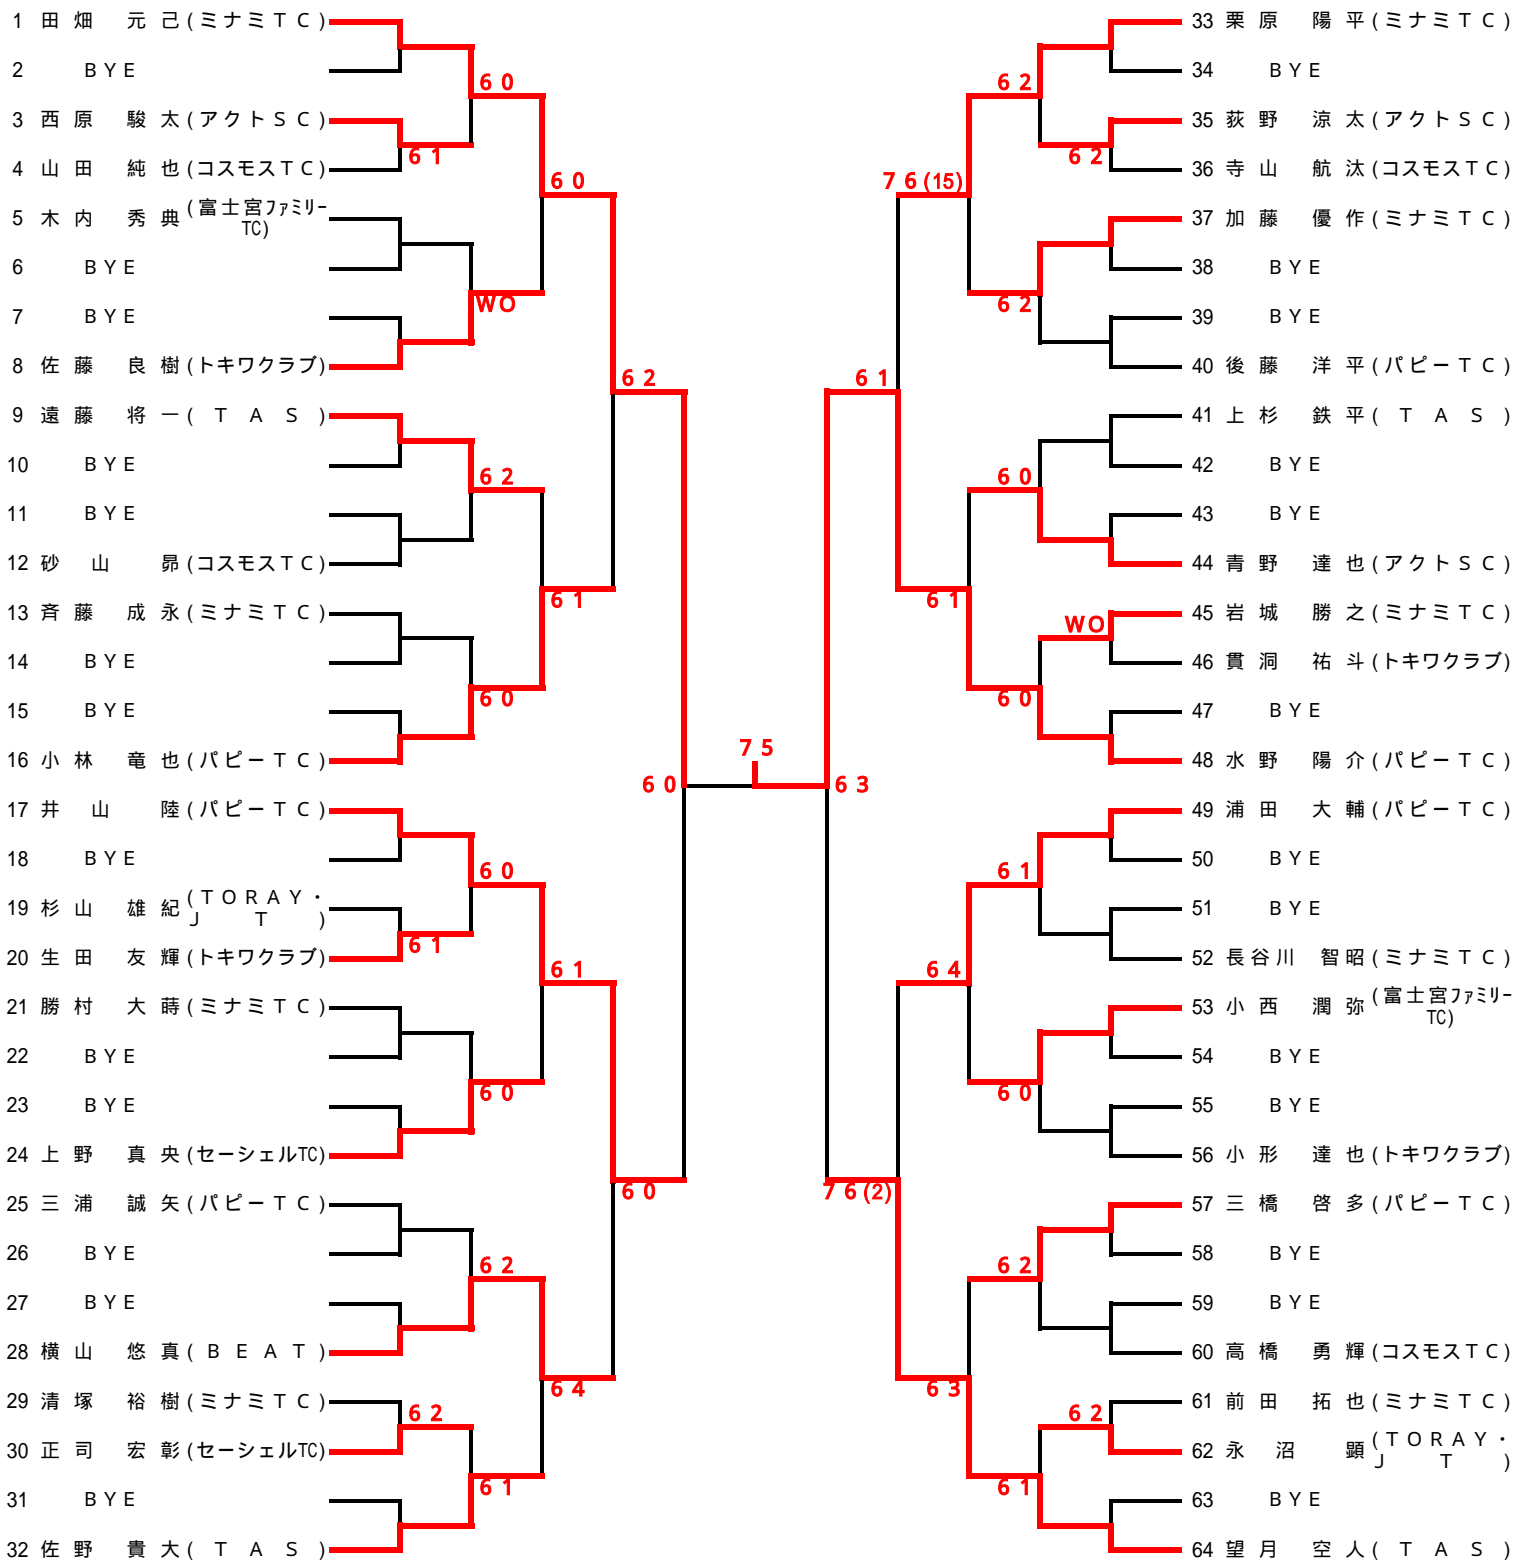 1 田畑 元己 (ミナミTC)
2 BYE
60
3 西原 駿太 (アクトSC)
61
4 山田 純也 (コスモスTC)
60
5 木内 秀典 (富士宮ファミリーTC)
6 BYE
7 BYE
WO
8 佐藤 良樹 (トキワクラブ)
62
9 遠藤 将一 (TAS)
10 BYE
62
11 BYE
12 砂山 昴 (コスモスTC)
61
13 斉藤 成永 (ミナミTC)
14 BYE
60
15 BYE
16 小林 竜也 (パピーTC)
60
17 井山 陸 (パピーTC)
18 BYE
60
19 杉山 雄紀 (TORAY・JT)
61
20 生田 友輝 (トキワクラブ)
61
21 勝村 大蒔 (ミナミTC)
22 BYE
60
23 BYE
24 上野 真央 (セーシェルTC)
60
25 三浦 誠矢 (パピーTC)
26 BYE
62
27 BYE
28 横山 悠真 (BEAT)
64
29 清塚 裕樹 (ミナミTC)
62
30 正司 宏彰 (セーシェルTC)
61
31 BYE
32 佐野 貴大 (TAS)
75
33 栗原 陽平 (ミナミTC)
34 BYE
62
35 荻野 涼太 (アクトSC)
62
36 寺山 航汰 (コスモスTC)
76(15)
37 加藤 優作 (ミナミTC)
38 BYE
62
39 BYE
40 後藤 洋平 (パピーTC)
61
41 上杉 鉄平 (TAS)
42 BYE
60
43 BYE
44 青野 達也 (アクトSC)
61
45 岩城 勝之 (ミナミTC)
WO
46 貫洞 祐斗 (トキワクラブ)
60
47 BYE
48 水野 陽介 (パピーTC)
63
49 浦田 大輔 (パピーTC)
50 BYE
61
51 BYE
52 長谷川 智昭 (ミナミTC)
64
53 小西 潤弥 (富士宮ファミリーTC)
54 BYE
60
55 BYE
56 小形 達也 (トキワクラブ)
76(2)
57 三橋 啓多 (パピーTC)
58 BYE
62
59 BYE
60 高橋 勇輝 (コスモスTC)
63
61 前田 拓也 (ミナミTC)
62
62 永沼 顕 (TORAY・JT)
61
63 BYE
64 望月 空人 (TAS)